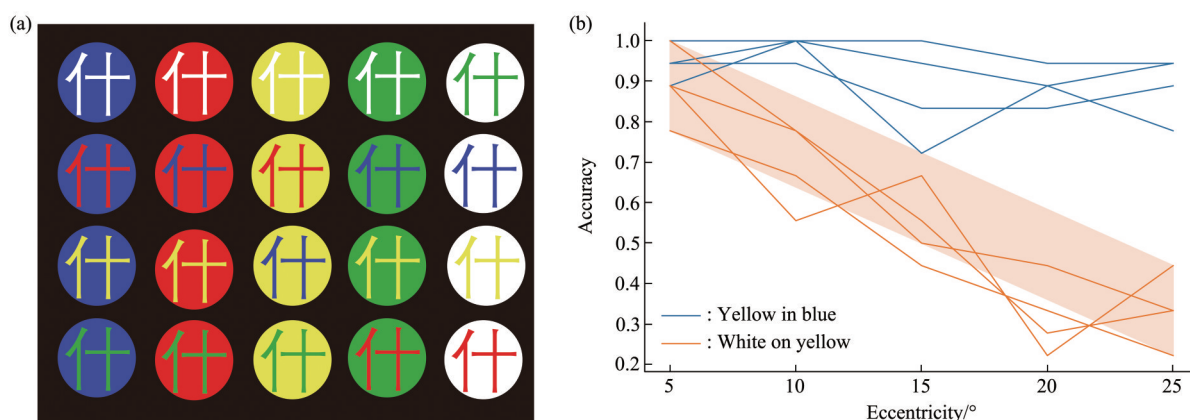 (a)
什 什 什 什 什
什 什 什 什 什
什 什 什 什 什
什 什 什 什 什
(b)
Accuracy
1.0
0.9
0.8
0.7
0.6
0.5
0.4
0.3
0.2
: Yellow in blue
: White on yellow
5 10 15 20 25
Eccentricity/°